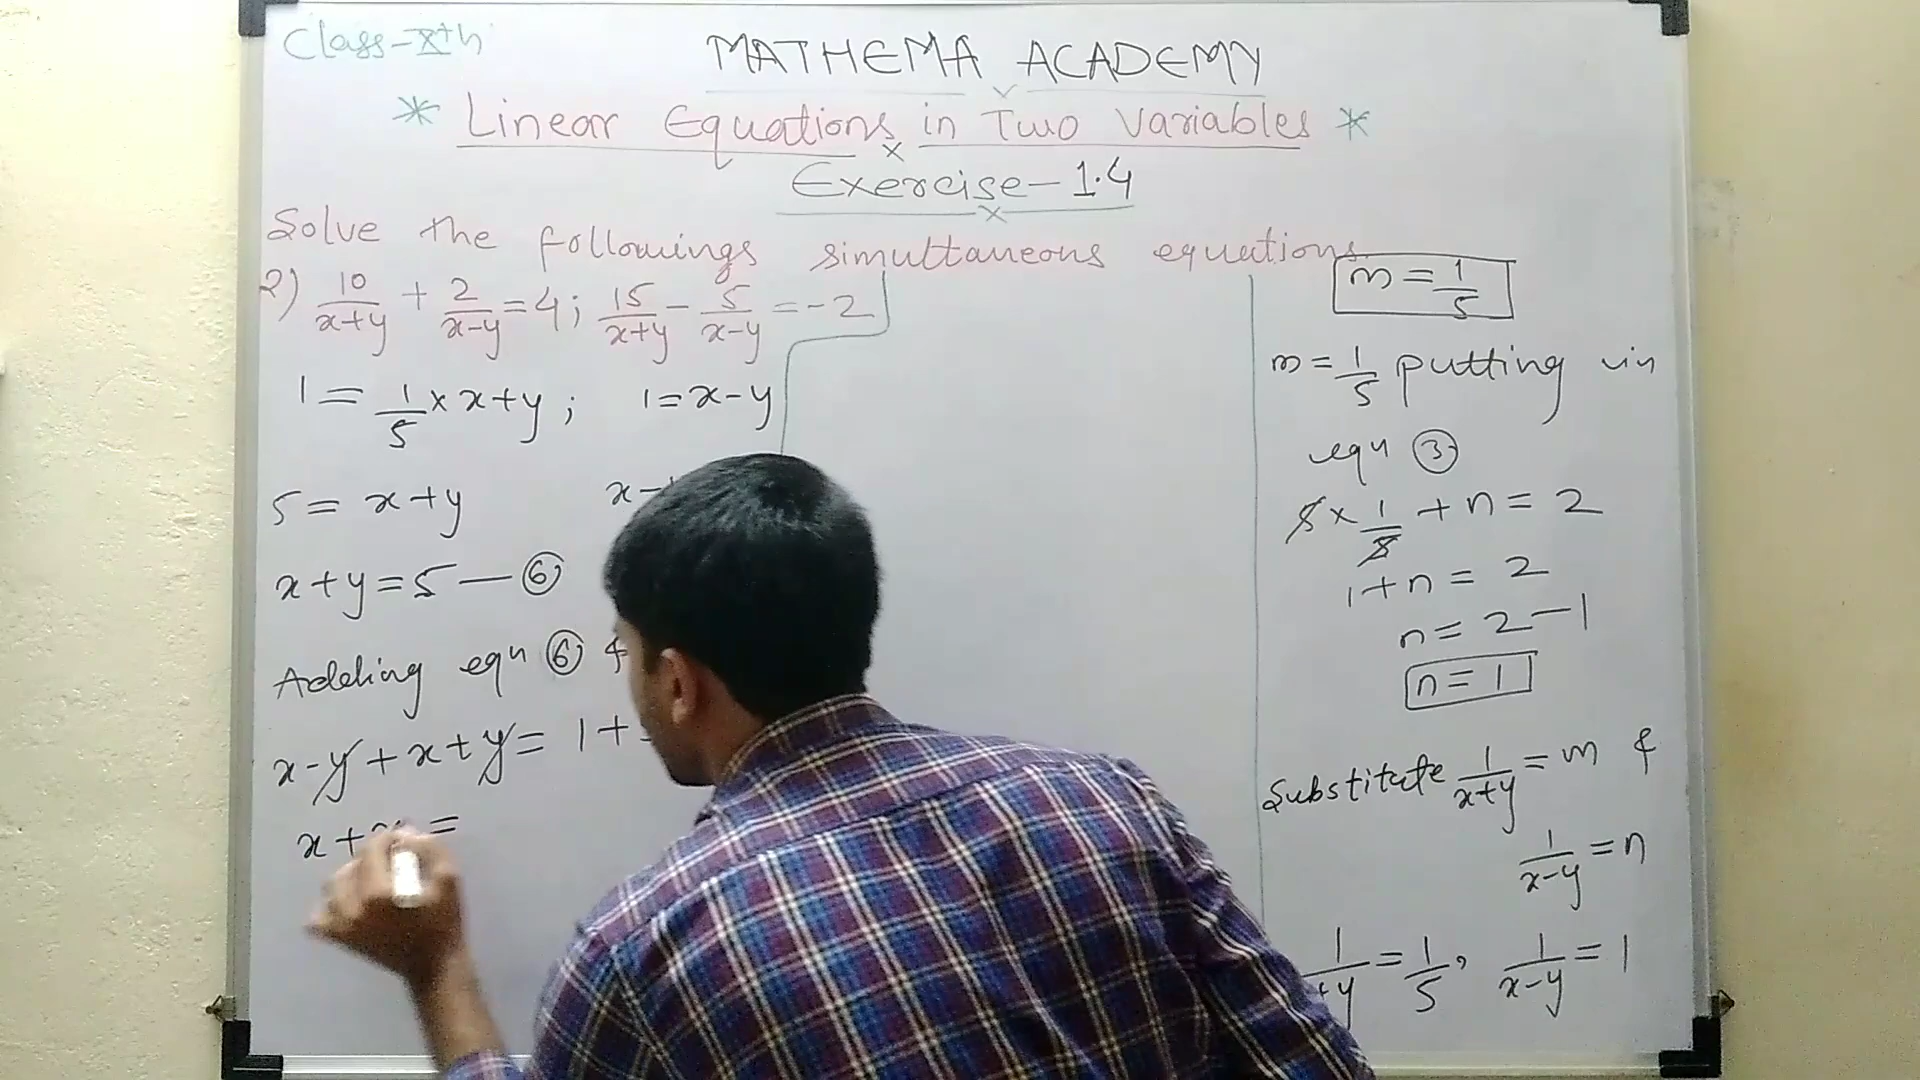 Class-Xth
MATHEMA ACADEMY
* Linear Equations in Two Variables *
Exercise-1.4
Solve the followings simultaneous equations.
2) 10/(x+y) + 2/(x-y) = 4; 15/(x+y) - 5/(x-y) = -2
1 = 1/5 × x+y; 1 = x-y
5 = x+y
x-
x+y = 5 — ⑥
Adding eqn ⑥ &
x-y+x+y = 1+
x+x =
m = 1/5
m = 1/5 putting in
eqn ③
5 × 1/5 + n = 2
1+n = 2
n = 2-1
n = 1
Substitute 1/(x+y) = m &
1/(x-y) = n
1/+y = 1/5, 1/(x-y) = 1